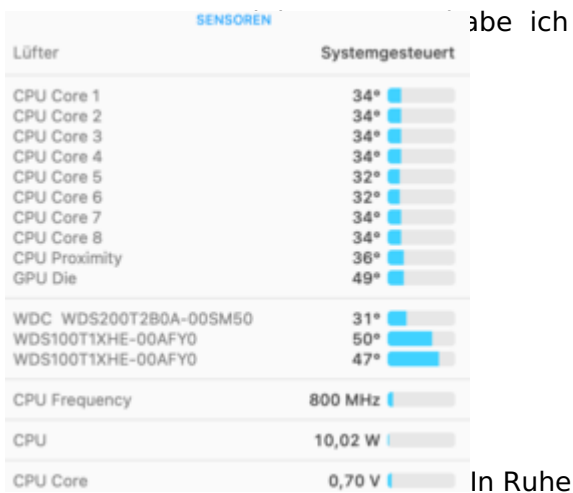 SENSOREN
abe ich
Lüfter Systemgesteuert
CPU Core 1 34°
CPU Core 2 34°
CPU Core 3 34°
CPU Core 4 34°
CPU Core 5 32°
CPU Core 6 32°
CPU Core 7 34°
CPU Core 8 34°
CPU Proximity 36°
GPU Die 49°
WDC WDS200T2B0A-00SM50 31°
WDS100T1XHE-00AFY0 50°
WDS100T1XHE-00AFY0 47°
CPU Frequency 800 MHz
CPU 10,02 W
CPU Core 0,70 V
In Ruhe